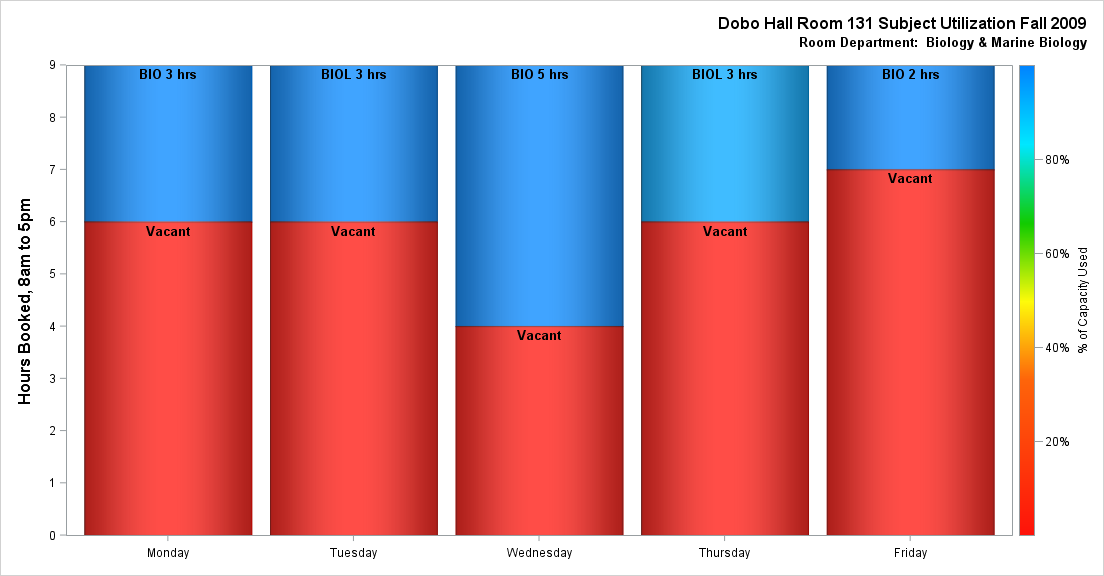 Dobo Hall Room 131 Subject Utilization Fall 2009
Room Department:  Biology & Marine Biology
Hours Booked, 8am to 5pm
9
8
7
6
5
4
3
2
1
0
BIO 3 hrs
Vacant
BIOL 3 hrs
Vacant
BIO 5 hrs
Vacant
BIOL 3 hrs
Vacant
BIO 2 hrs
Vacant
Monday
Tuesday
Wednesday
Thursday
Friday
80%
60%
40%
20%
% of Capacity Used